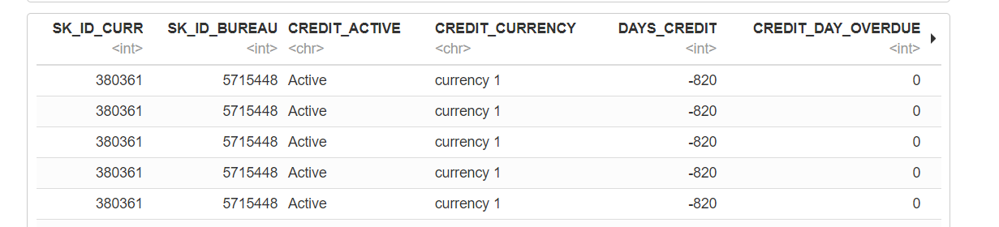 SK_ID_CURR SK_ID_BUREAU CREDIT_ACTIVE CREDIT_CURRENCY DAYS_CREDIT CREDIT_DAY_OVERDUE
<int> <int> <chr> <chr> <int> <int>
380361 5715448 Active currency 1 -820 0
380361 5715448 Active currency 1 -820 0
380361 5715448 Active currency 1 -820 0
380361 5715448 Active currency 1 -820 0
380361 5715448 Active currency 1 -820 0